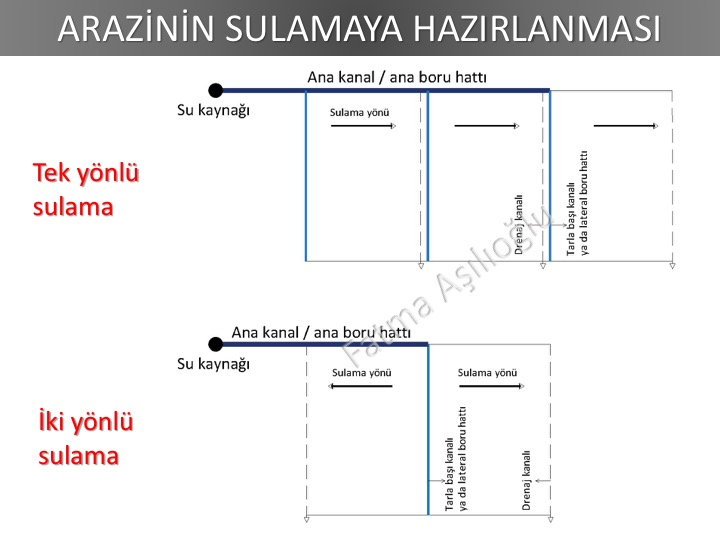 ARAZİNİN SULAMAYA HAZIRLANMASI
Ana kanal / ana boru hattı
Su kaynağı
Sulama yönü
Tek yönlü
sulama
Drenaj kanalı
Tarla başı kanalı
ya da lateral boru hattı
Fatma Aşılıoğlu
Ana kanal / ana boru hattı
Su kaynağı
Sulama yönü
Sulama yönü
İki yönlü
sulama
Tarla başı kanalı
ya da lateral boru hattı
Drenaj kanalı